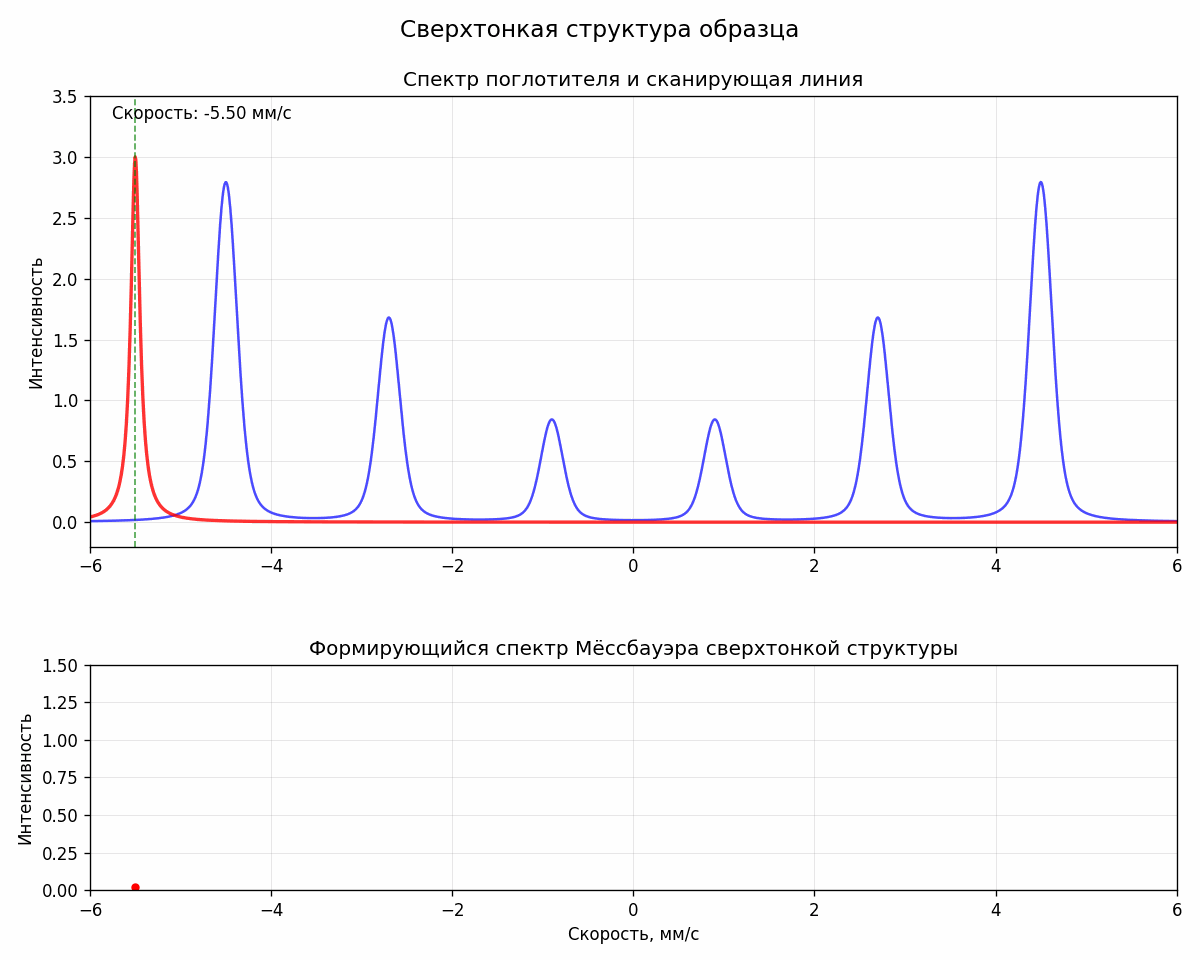 Сверхтонкая структура образца
Спектр поглотителя и сканирующая линия
Скорость: -5.50 мм/с
Интенсивность
3.5
3.0
2.5
2.0
1.5
1.0
0.5
0.0
−6 −4 −2 0 2 4 6
Формирующийся спектр Мёссбауэра сверхтонкой структуры
Интенсивность
1.50
1.25
1.00
0.75
0.50
0.25
0.00
−6 −4 −2 0 2 4 6
Скорость, мм/с